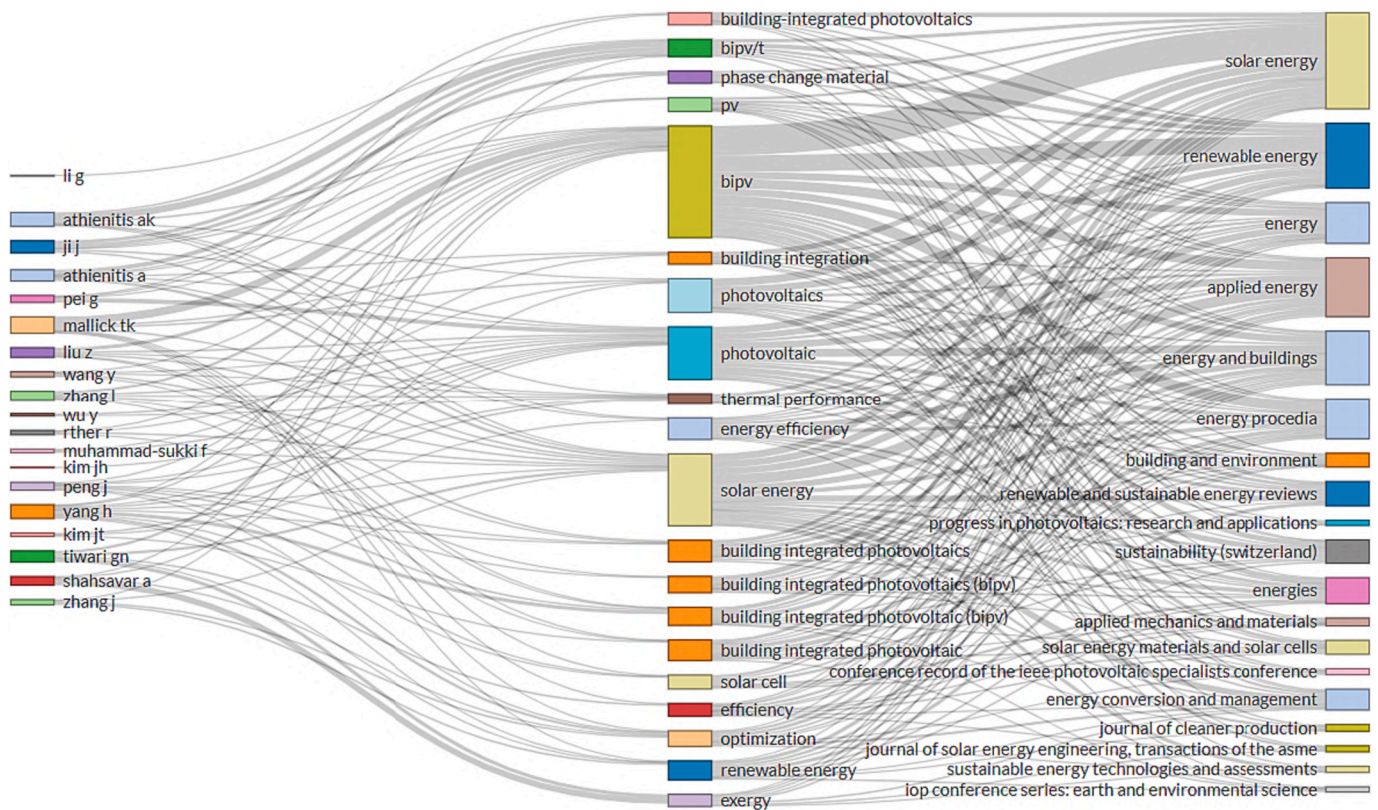 li g
athienitis ak
ji j
athienitis a
pei g
mallick tk
liu z
wang y
zhang l
wu y
rther r
muhammad-sukki f
kim jh
peng j
yang h
kim jt
tiwari gn
shahsavar a
zhang j
building-integrated photovoltaics
bipv/t
phase change material
pv
bipv
building integration
photovoltaics
photovoltaic
thermal performance
energy efficiency
solar energy
building integrated photovoltaics
building integrated photovoltaics (bipv)
building integrated photovoltaic (bipv)
building integrated photovoltaic
solar cell
efficiency
optimization
renewable energy
exergy
solar energy
renewable energy
energy
applied energy
energy and buildings
energy procedia
building and environment
renewable and sustainable energy reviews
progress in photovoltaics: research and applications
sustainability (switzerland)
energies
applied mechanics and materials
solar energy materials and solar cells
conference record of the ieee photovoltaic specialists conference
energy conversion and management
journal of cleaner production
journal of solar energy engineering, transactions of the asme
sustainable energy technologies and assessments
iop conference series: earth and environmental science